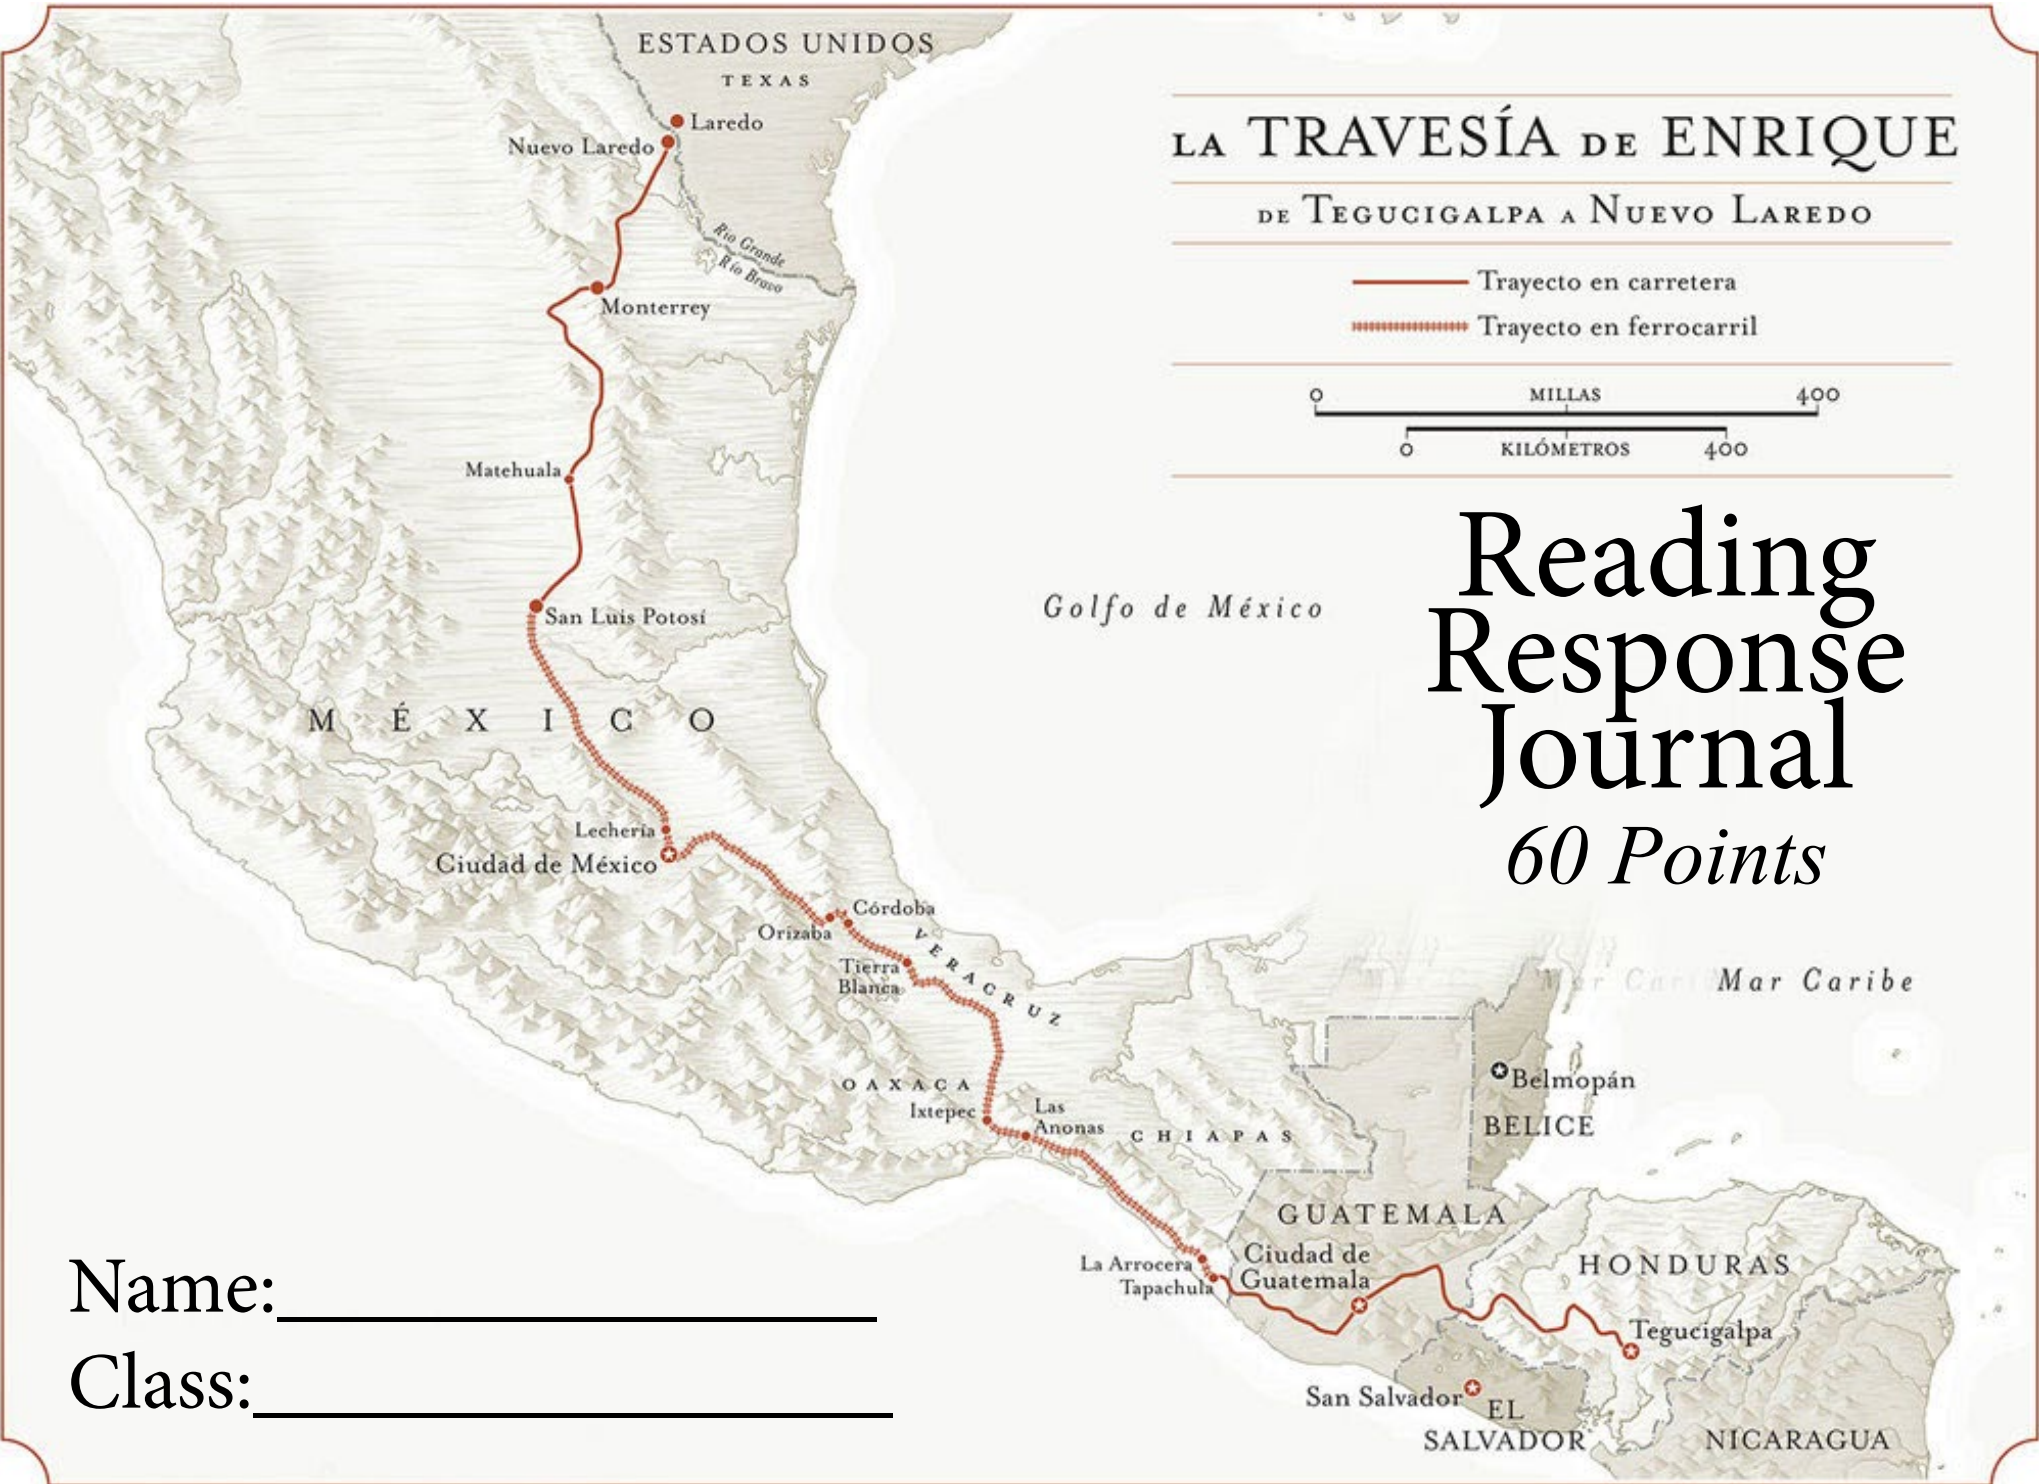 ESTADOS UNIDOS
TEXAS
Laredo
Nuevo Laredo
Río Grande
Río Bravo
Monterrey
Matehuala
San Luis Potosí
MÉXICO
Lechería
Ciudad de México
Córdoba
Orizaba
VERACRUZ
Tierra
Blanca
OAXACA
Ixtepec
Las
Anonas
CHIAPAS
La Arrocera
Tapachula
LA TRAVESÍA DE ENRIQUE
DE TEGUCIGALPA A NUEVO LAREDO
Trayecto en carretera
Trayecto en ferrocarril
0 MILLAS 400
0 KILÓMETROS 400
Golfo de México
Reading
Response
Journal
60 Points
Mar Caribe
Belmopán
BELICE
GUATEMALA
Ciudad de
Guatemala
HONDURAS
Tegucigalpa
San Salvador
EL
SALVADOR
NICARAGUA
Name:
Class: